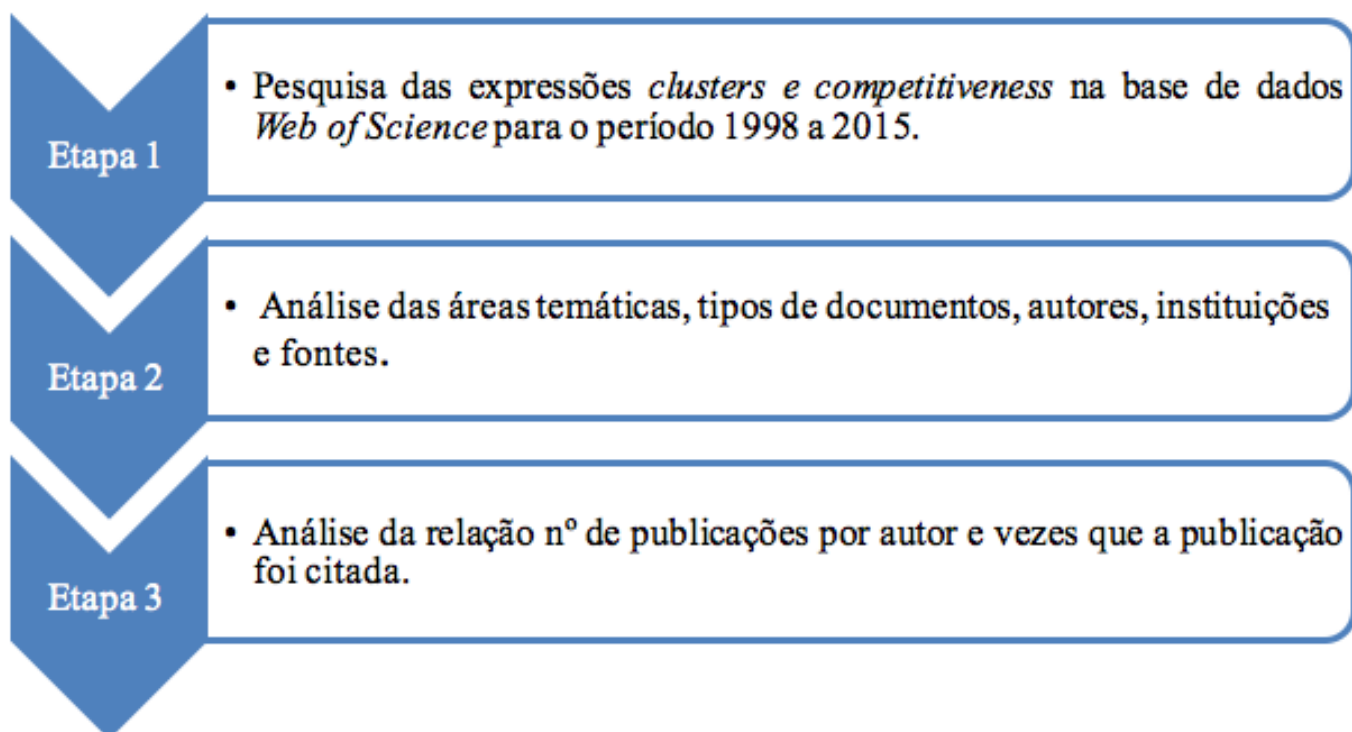 Etapa 1
• Pesquisa das expressões clusters e competitiveness na base de dados
Web of Science para o período 1998 a 2015.
Etapa 2
• Análise das áreas temáticas, tipos de documentos, autores, instituições
e fontes.
Etapa 3
• Análise da relação nº de publicações por autor e vezes que a publicação
foi citada.